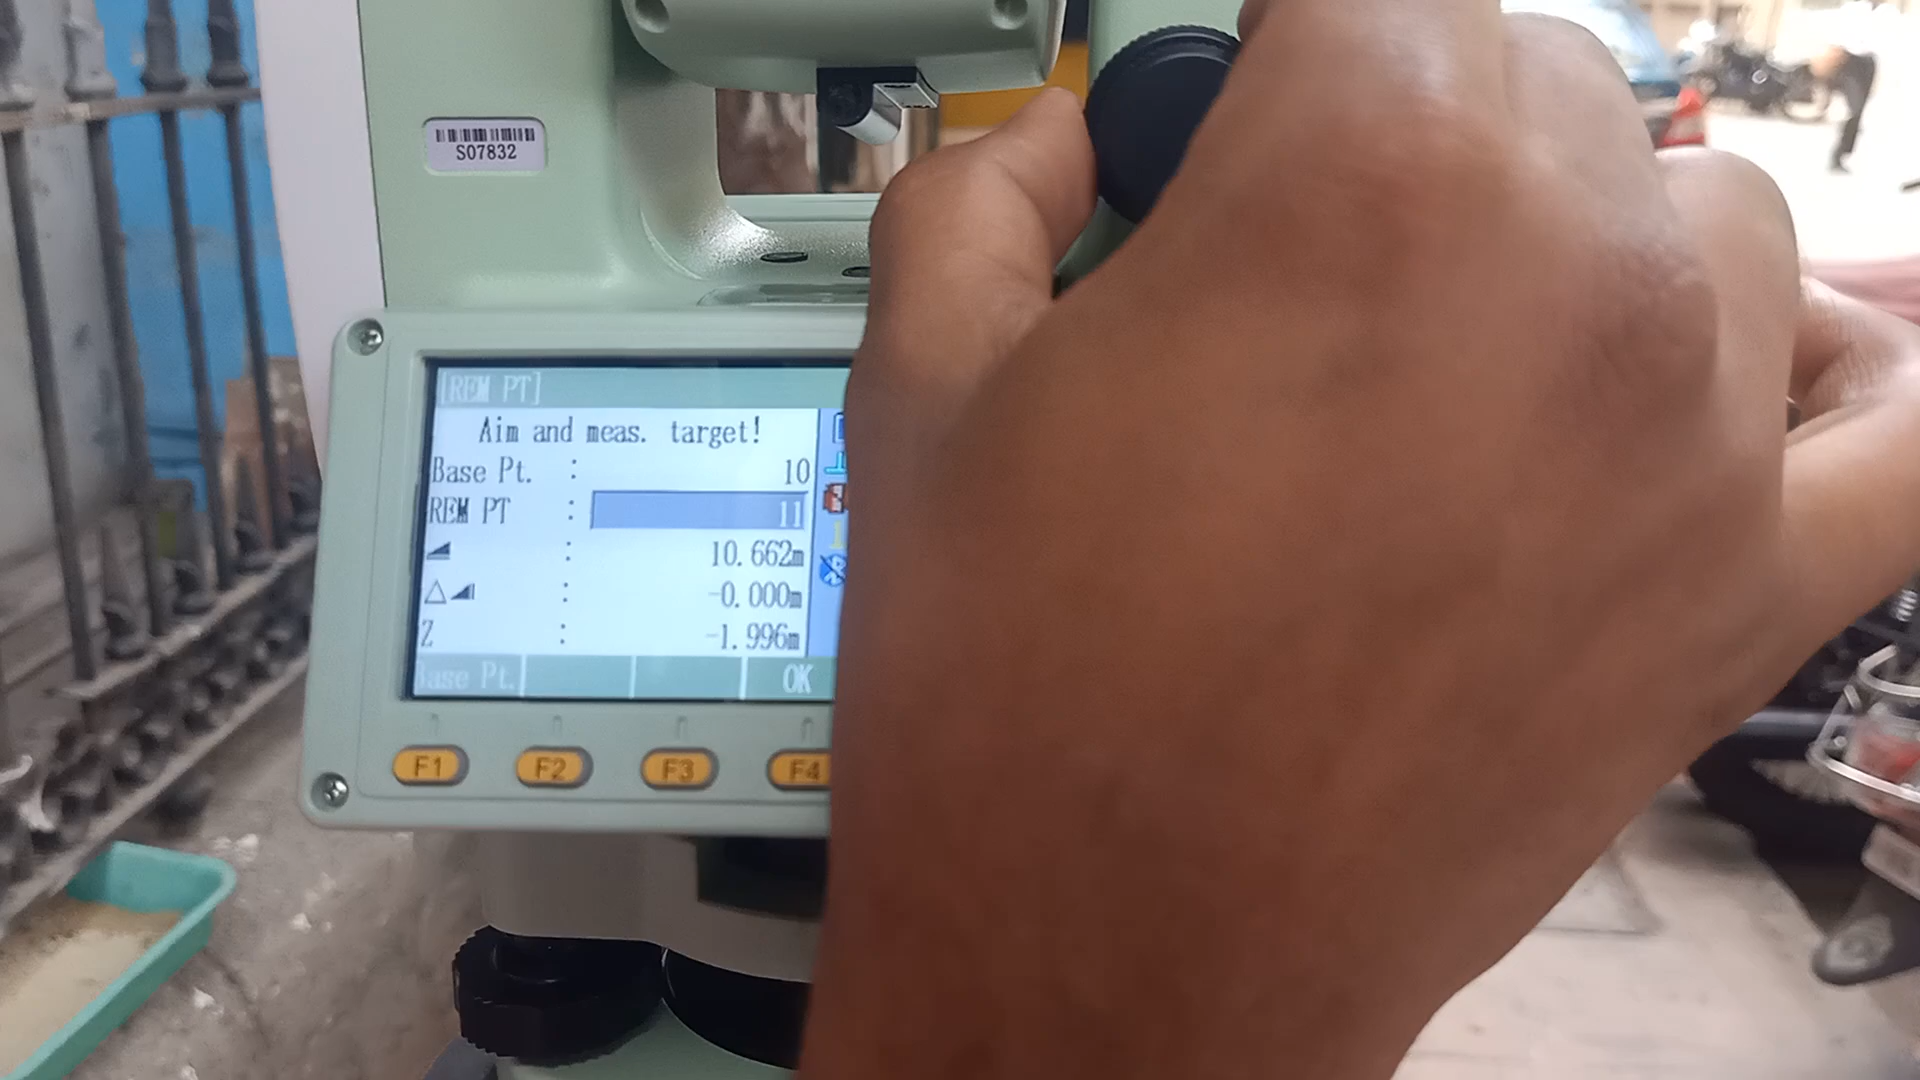 S07832
[REM PT]
Aim and meas. target!
Base Pt. : 10
REM PT : 11
: 10.662m
: -0.000m
Z : -1.996m
Base Pt. OK
F1 F2 F3 F4